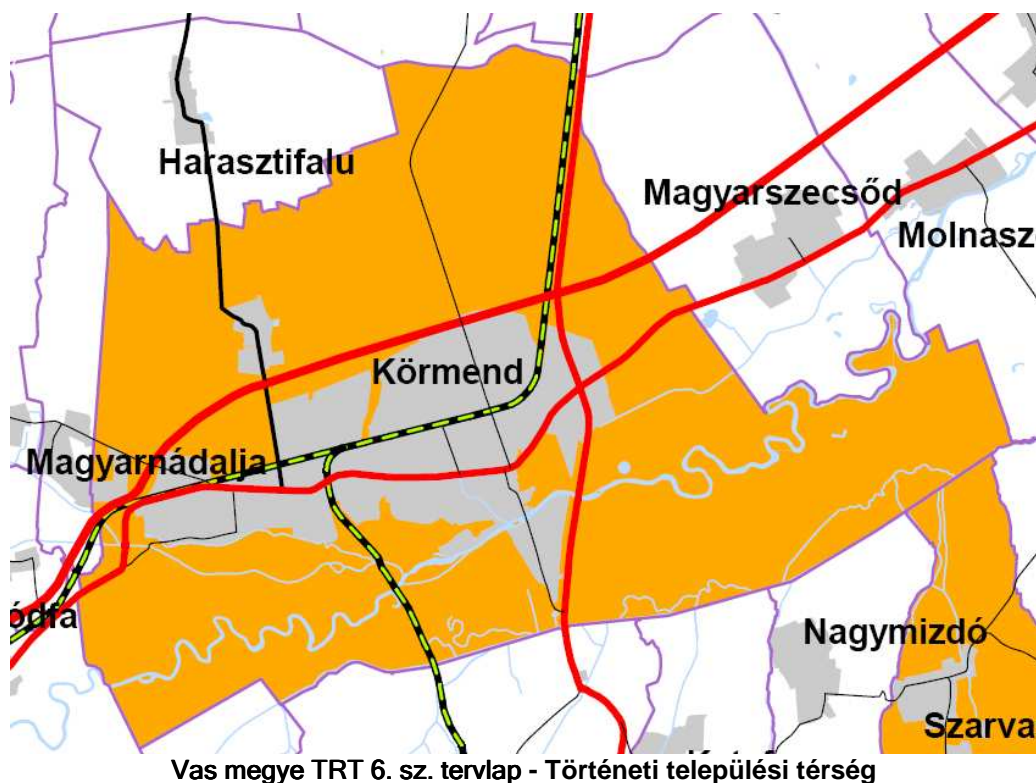 Harasztifalu
Magyarszecsőd
Molnasz
Körmend
Magyarnádalja
ódfa
Nagymizdó
Szarva
Vas megye TRT 6. sz. tervlap - Történeti települési térség